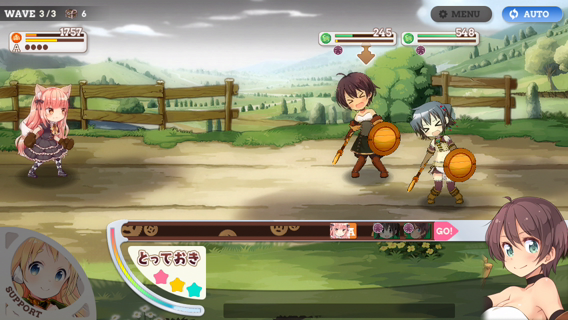 WAVE 3/3 6
MENU
AUTO
1757
245
548
A
A
GO!
とっておき
SUPPORT